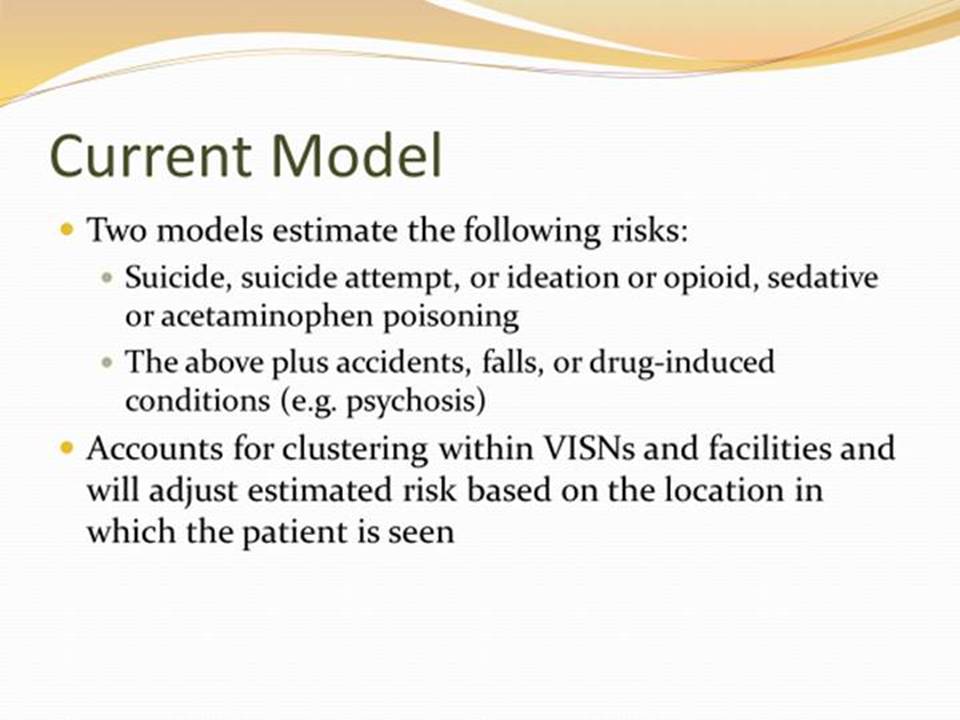 Current Model
• Two models estimate the following risks:
• Suicide, suicide attempt, or ideation or opioid, sedative
or acetaminophen poisoning
• The above plus accidents, falls, or drug-induced
conditions (e.g. psychosis)
• Accounts for clustering within VISNs and facilities and
will adjust estimated risk based on the location in
which the patient is seen